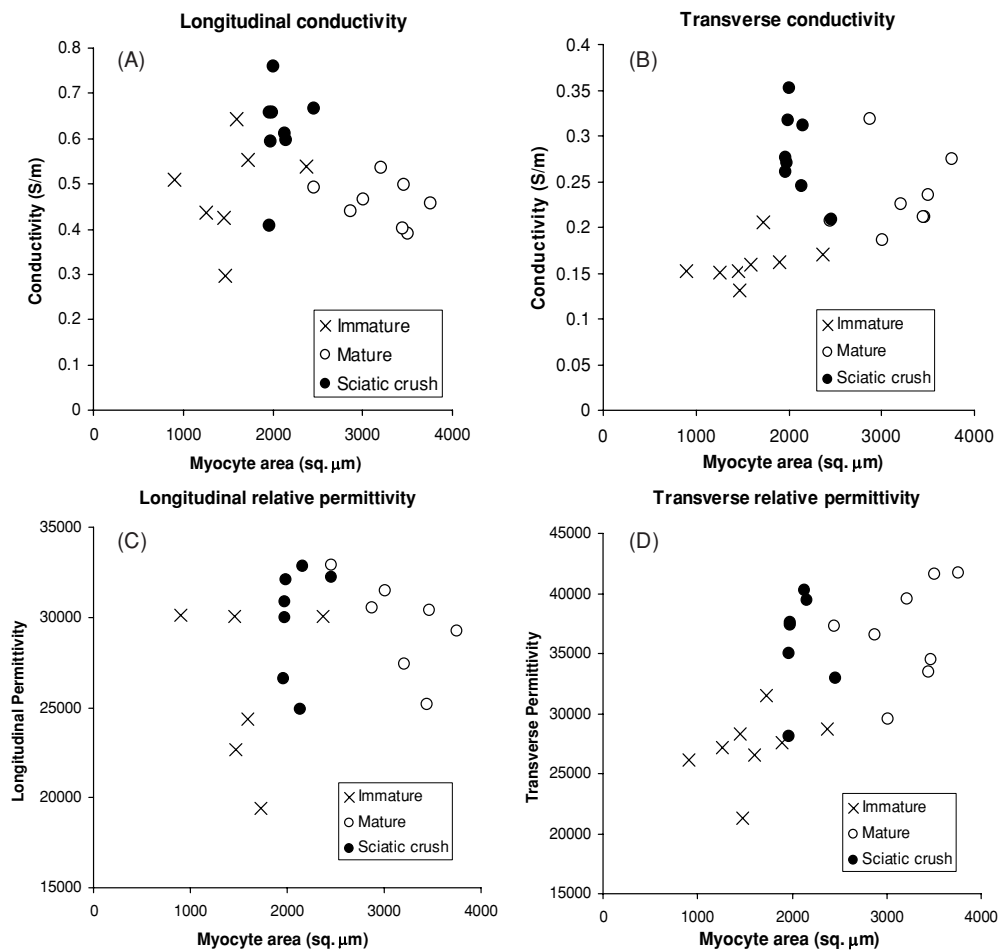 Longitudinal conductivity
(A)
0.8
0.7
0.6
0.5
0.4
0.3
0.2
0.1
0
Conductivity (S/m)
Immature
Mature
Sciatic crush
0 1000 2000 3000 4000
Myocyte area (sq. μm)
Transverse conductivity
(B)
0.4
0.35
0.3
0.25
0.2
0.15
0.1
0.05
0
Conductivity (S/m)
Immature
Mature
Sciatic crush
0 1000 2000 3000 4000
Myocyte area (sq. μm)
Longitudinal relative permittivity
(C)
35000
30000
25000
20000
15000
Longitudinal Permittivity
Immature
Mature
Sciatic crush
0 1000 2000 3000 4000
Myocyte area (sq. μm)
Transverse relative permittivity
(D)
45000
40000
35000
30000
25000
20000
15000
Transverse Permittivity
Immature
Mature
Sciatic crush
0 1000 2000 3000 4000
Myocyte area (sq. μm)